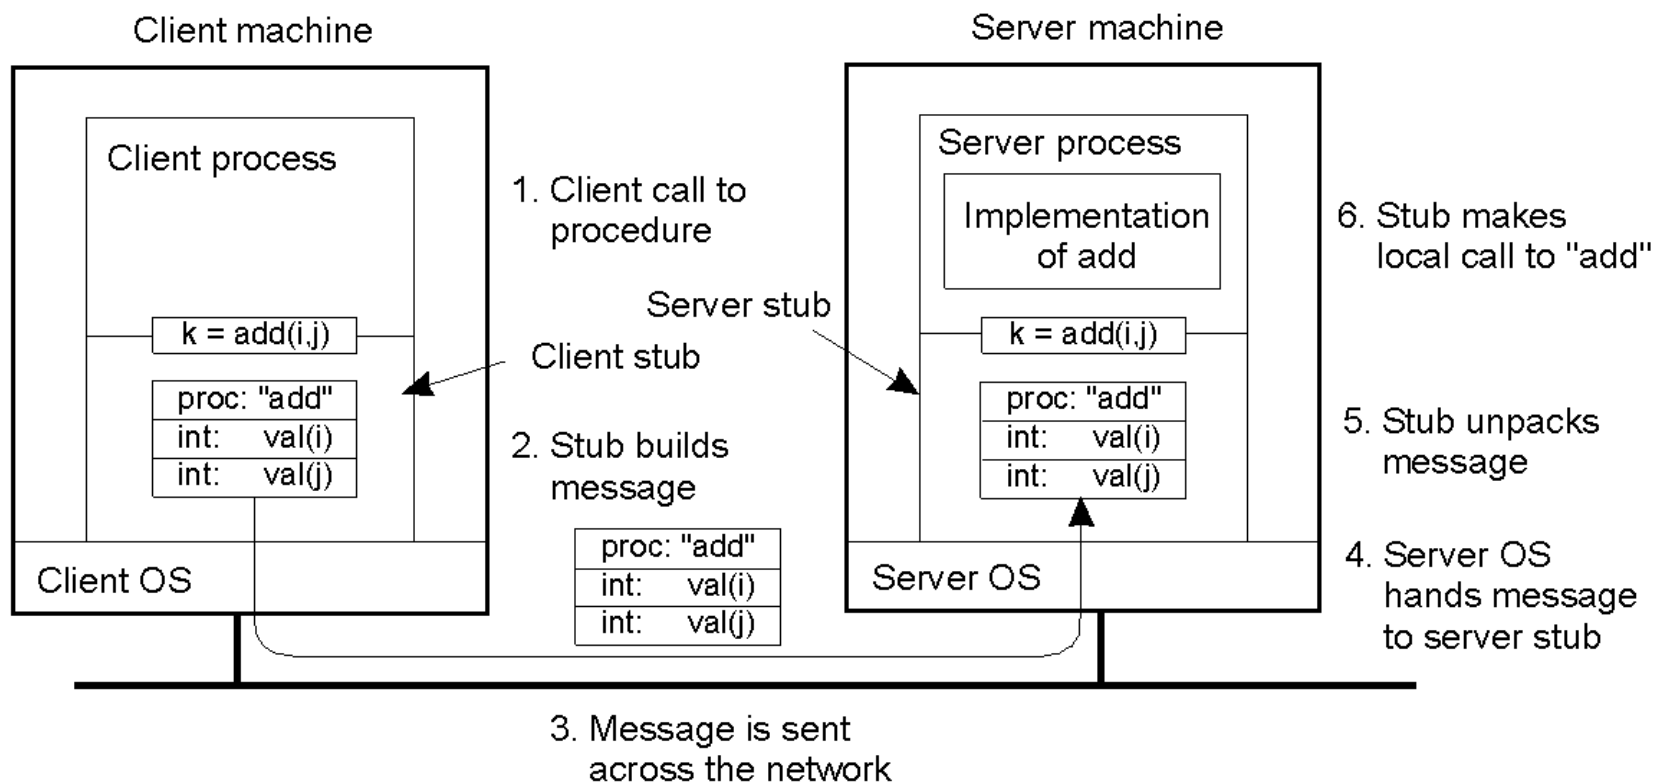 Client machine
Server machine
Client process
1. Client call to
procedure
k = add(i,j)
Client stub
proc: "add"
int: val(i)
int: val(j)
2. Stub builds
message
proc: "add"
int: val(i)
int: val(j)
Client OS
3. Message is sent
across the network
Server process
Implementation
of add
Server stub
k = add(i,j)
proc: "add"
int: val(i)
int: val(j)
Server OS
6. Stub makes
local call to "add"
5. Stub unpacks
message
4. Server OS
hands message
to server stub